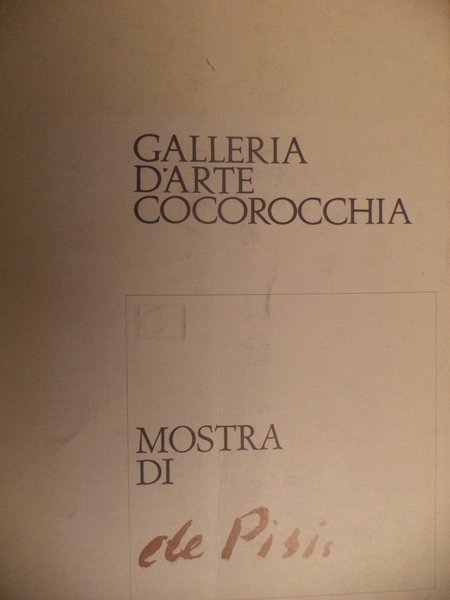 GALLERIA
D'ARTE
COCOROCCHIA
MOSTRA
DI
de Pisis